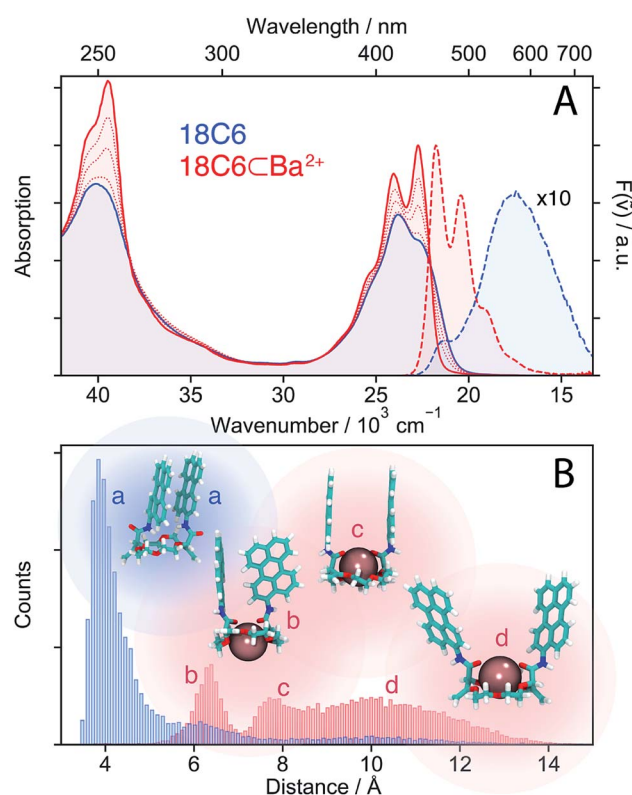 Wavelength / nm
250 300 400 500 600 700
A
18C6
18C6⊂Ba²⁺
x10
Absorption
F(ν̃) / a.u.
40 35 30 25 20 15
Wavenumber / 10³ cm⁻¹
B
a a
c
b
d
b c d
Counts
4 6 8 10 12 14
Distance / Å